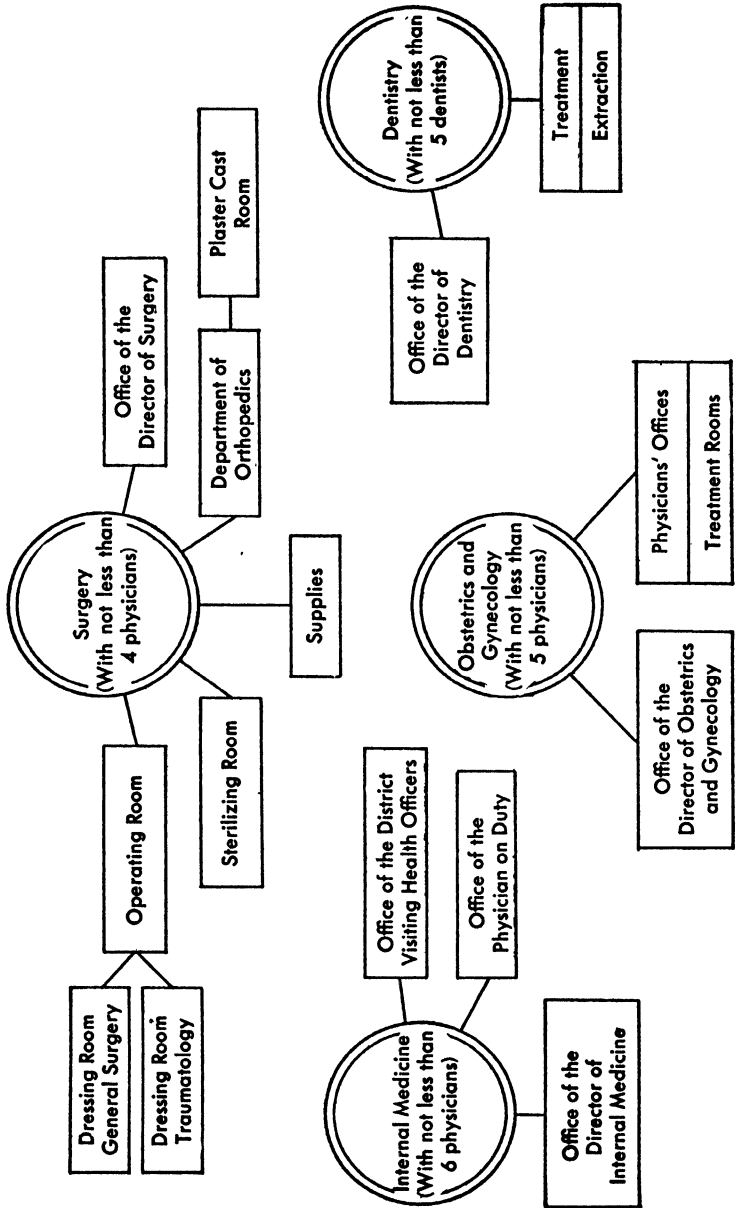 Dressing Room
General Surgery
Dressing Room
Traumatology
Operating Room
Sterilizing Room
Surgery
(With not less than
4 physicians)
Supplies
Office of the
Director of Surgery
Department of
Orthopedics
Plaster Cast
Room
Internal Medicine
(With not less than
6 physicians)
Office of the District
Visiting Health Officers
Office of the
Physician on Duty
Office of the
Director of
Internal Medicine
Obstetrics and
Gynecology
(With not less than
5 physicians)
Office of the
Director of Obstetrics
and Gynecology
Physicians' Offices
Treatment Rooms
Dentistry
(With not less than
5 dentists)
Office of the
Director of
Dentistry
Treatment
Extraction